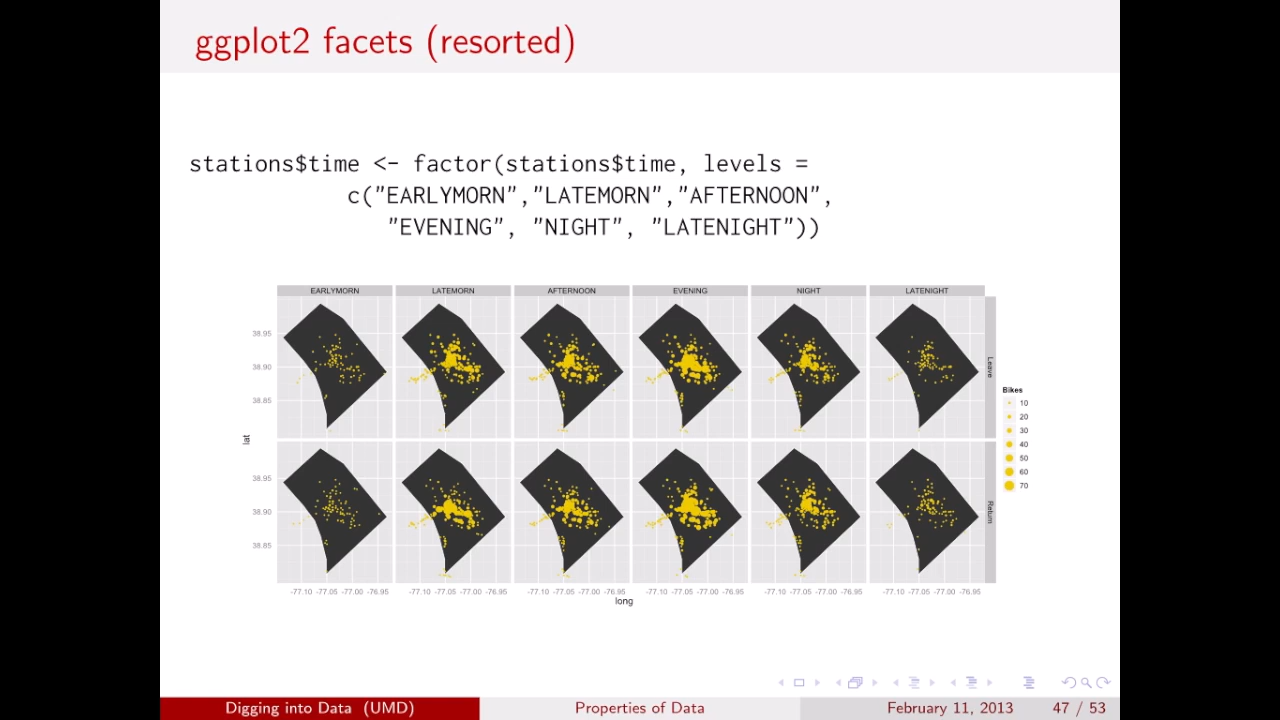 ggplot2 facets (resorted)
stations$time <- factor(stations$time, levels =
c("EARLYMORN","LATEMORN","AFTERNOON",
"EVENING", "NIGHT", "LATENIGHT"))
EARLYMORN LATEMORN AFTERNOON EVENING NIGHT LATENIGHT
38.95
38.90
38.85
Leave
lat
38.95
38.90
38.85
Return
Bikes
10
20
30
40
50
60
70
-77.10 -77.05 -77.00 -76.95 -77.10 -77.05 -77.00 -76.95 -77.10 -77.05 -77.00 -76.95 -77.10 -77.05 -77.00 -76.95 -77.10 -77.05 -77.00 -76.95 -77.10 -77.05 -77.00 -76.95
long
Digging into Data (UMD) Properties of Data February 11, 2013 47 / 53